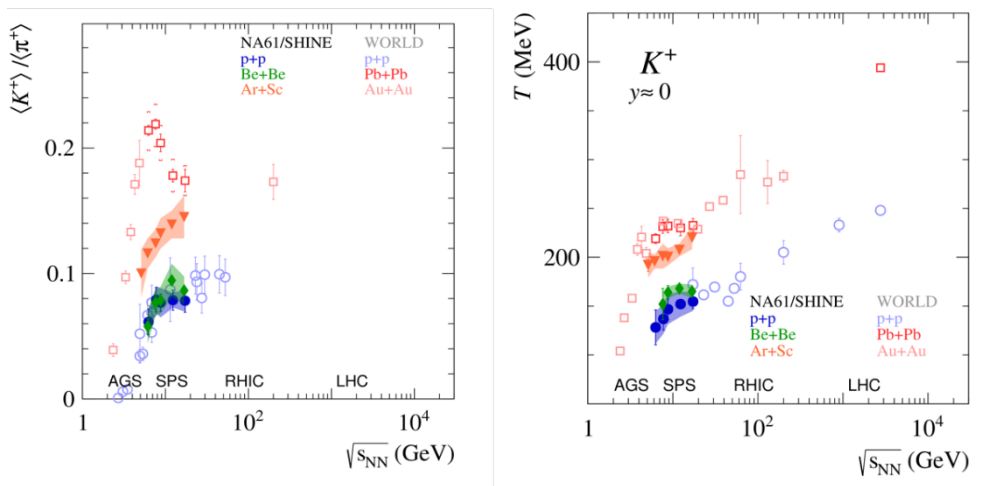 ⟨K⁺⟩/⟨π⁺⟩
NA61/SHINE WORLD
p+p p+p
Be+Be Pb+Pb
Ar+Sc Au+Au
0.2
0.1
0
AGS SPS RHIC LHC
1 10² 10⁴
√s_NN (GeV)
T (MeV)
400
K⁺
y≈0
200
NA61/SHINE WORLD
p+p p+p
Be+Be Pb+Pb
Ar+Sc Au+Au
AGS SPS RHIC LHC
1 10² 10⁴
√s_NN (GeV)